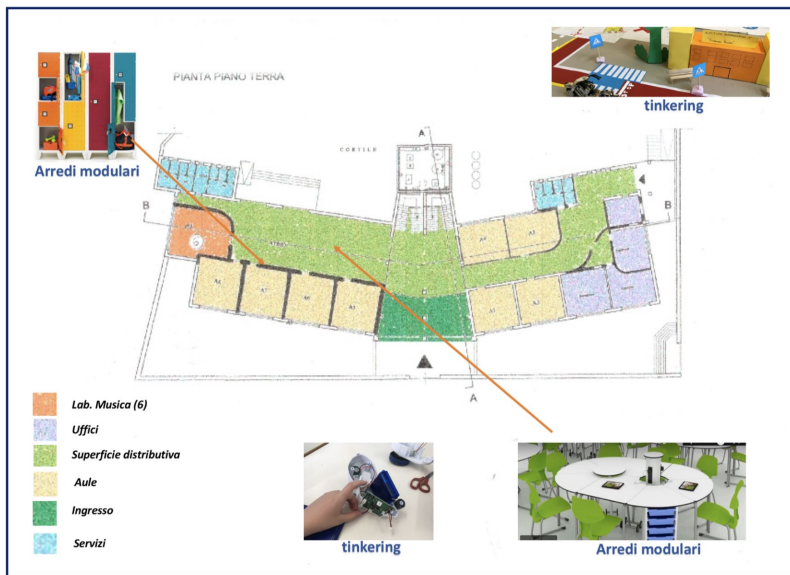 PIANTA PIANO TERRA
tinkering
Arredi modulari
CORTILE
A
B
B
A
Lab. Musica (6)
Uffici
Superficie distributiva
Aule
Ingresso
Servizi
tinkering
Arredi modulari